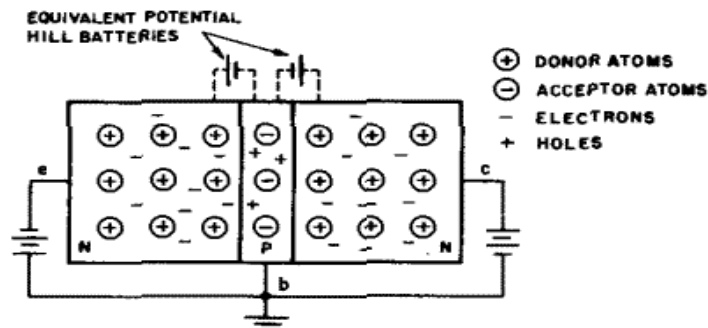 EQUIVALENT POTENTIAL
HILL BATTERIES
DONOR ATOMS
ACCEPTOR ATOMS
ELECTRONS
HOLES
e
c
N
P
N
b